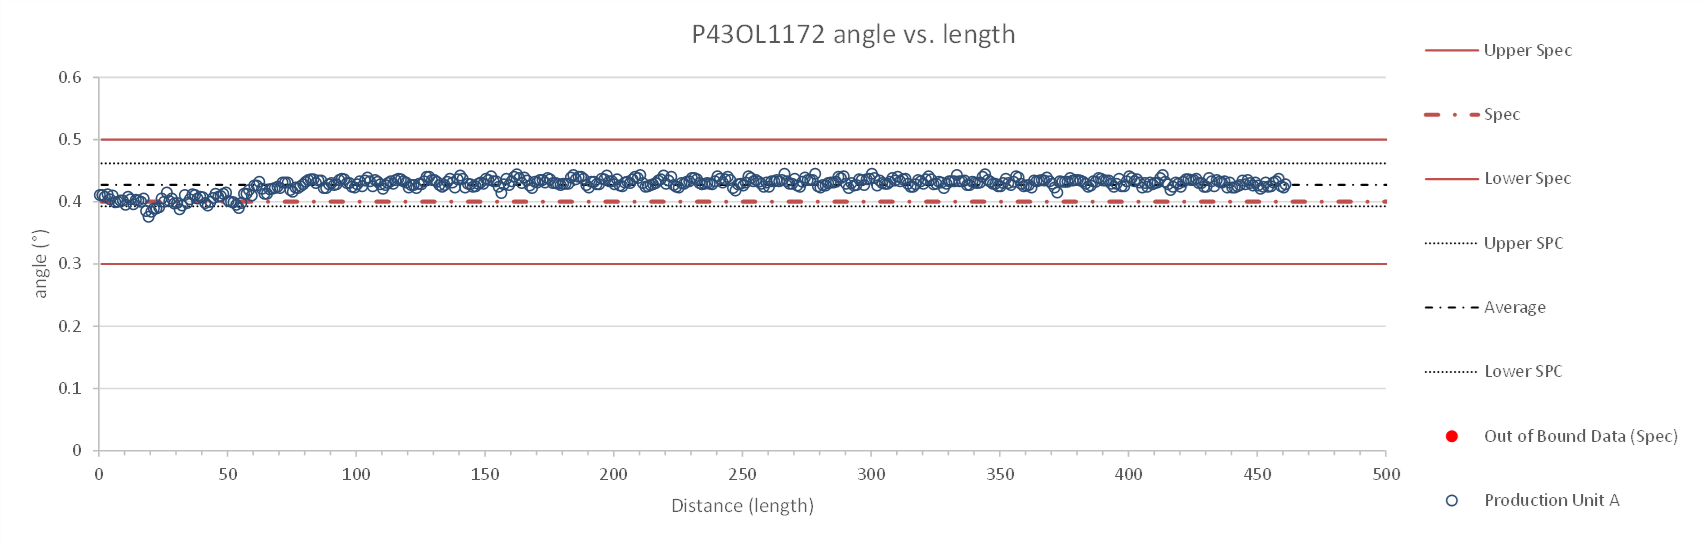 P43OL1172 angle vs. length
0.6
0.5
0.4
0.3
0.2
0.1
0
angle (°)
0 50 100 150 200 250 300 350 400 450 500
Distance (length)
Upper Spec
Spec
Lower Spec
Upper SPC
Average
Lower SPC
Out of Bound Data (Spec)
Production Unit A